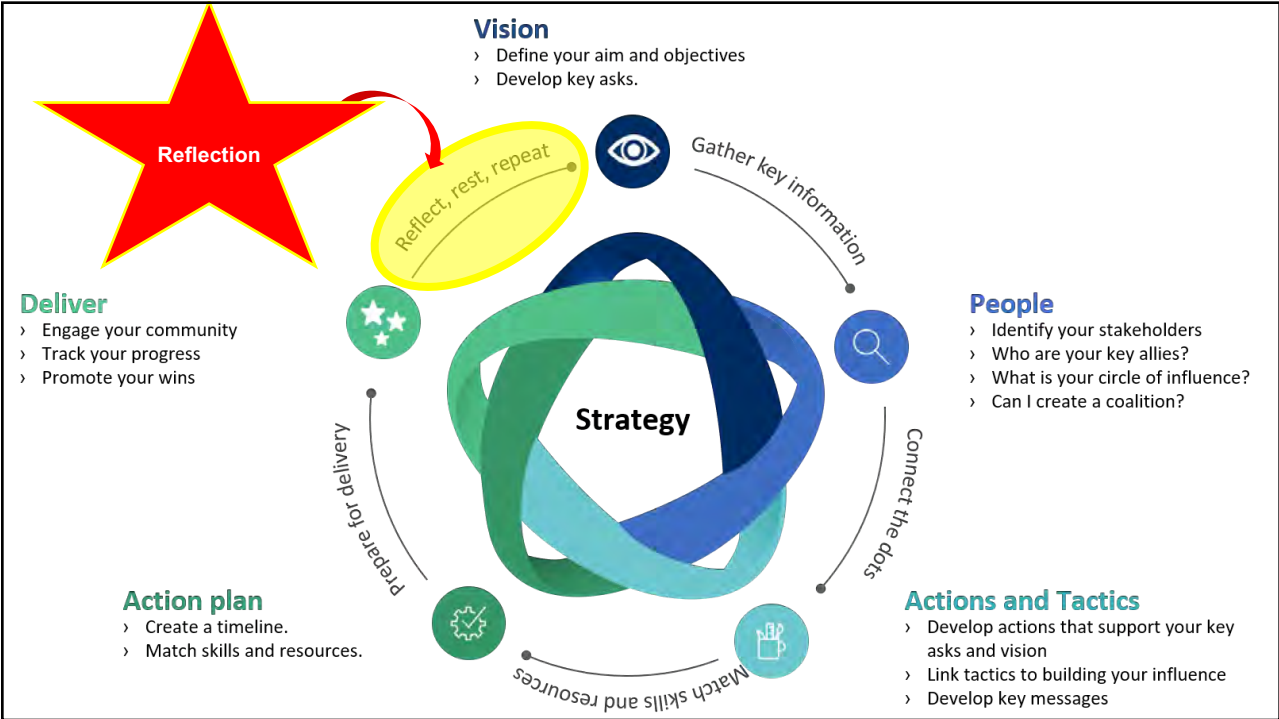 Vision
› Define your aim and objectives
› Develop key asks.
Reflection
Reflect, rest, repeat
Gather key information
Deliver
› Engage your community
› Track your progress
› Promote your wins
People
› Identify your stakeholders
› Who are your key allies?
› What is your circle of influence?
› Can I create a coalition?
Strategy
Prepare for delivery
Connect the dots
Action plan
› Create a timeline.
› Match skills and resources.
Actions and Tactics
› Develop actions that support your key
asks and vision
› Link tactics to building your influence
› Develop key messages
Match skills and resources